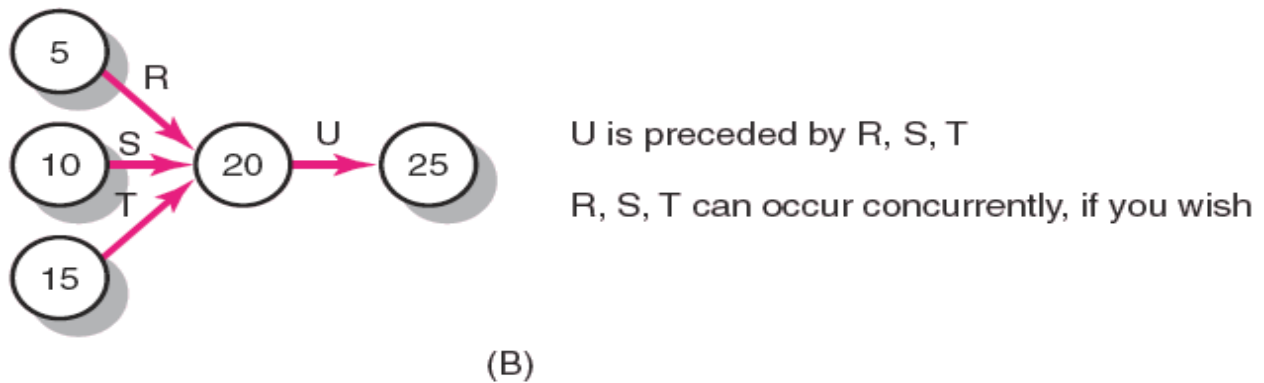 5
R
S
U
10
20
25
T
15
U is preceded by R, S, T
R, S, T can occur concurrently, if you wish
(B)